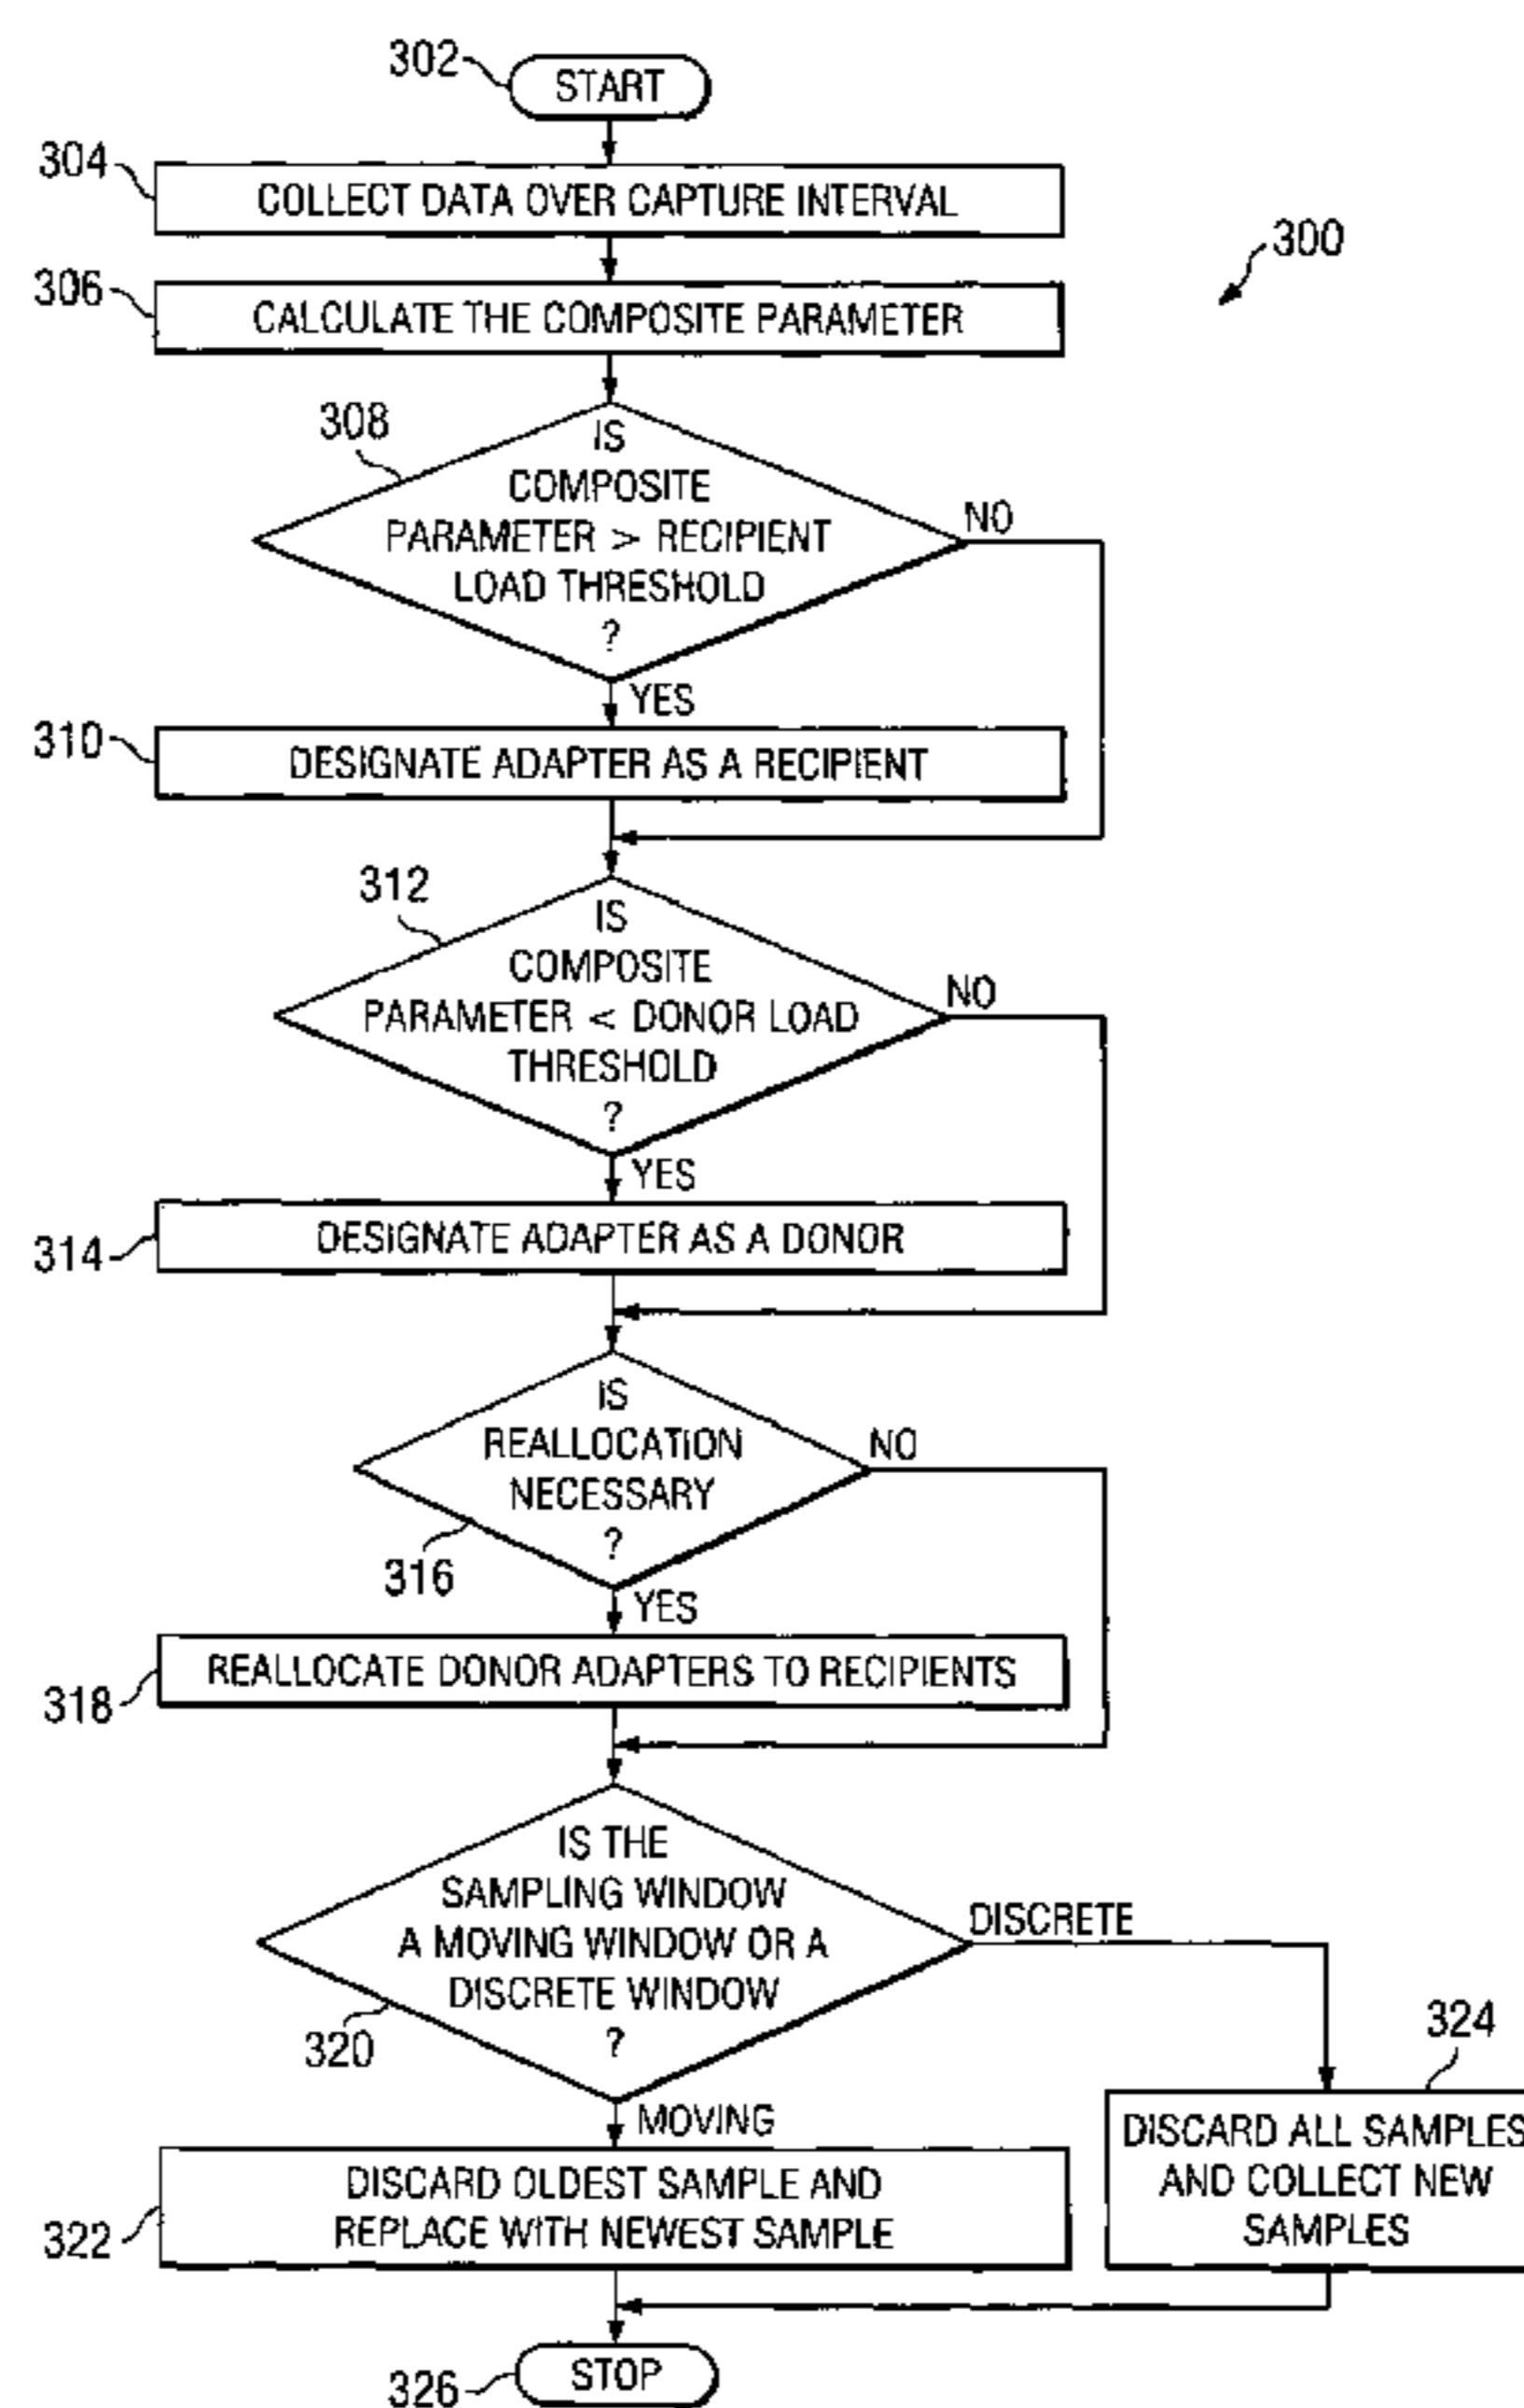 302
START
304
COLLECT DATA OVER CAPTURE INTERVAL
300
306
CALCULATE THE COMPOSITE PARAMETER
308
IS
COMPOSITE
PARAMETER > RECIPIENT
LOAD THRESHOLD
?
NO
YES
310
DESIGNATE ADAPTER AS A RECIPIENT
312
IS
COMPOSITE
PARAMETER < DONOR LOAD
THRESHOLD
?
NO
YES
314
DESIGNATE ADAPTER AS A DONOR
IS
REALLOCATION
NECESSARY
?
NO
316
YES
318
REALLOCATE DONOR ADAPTERS TO RECIPIENTS
IS THE
SAMPLING WINDOW
A MOVING WINDOW OR A
DISCRETE WINDOW
?
DISCRETE
320
MOVING
324
DISCARD ALL SAMPLES
AND COLLECT NEW
SAMPLES
322
DISCARD OLDEST SAMPLE AND
REPLACE WITH NEWEST SAMPLE
326
STOP